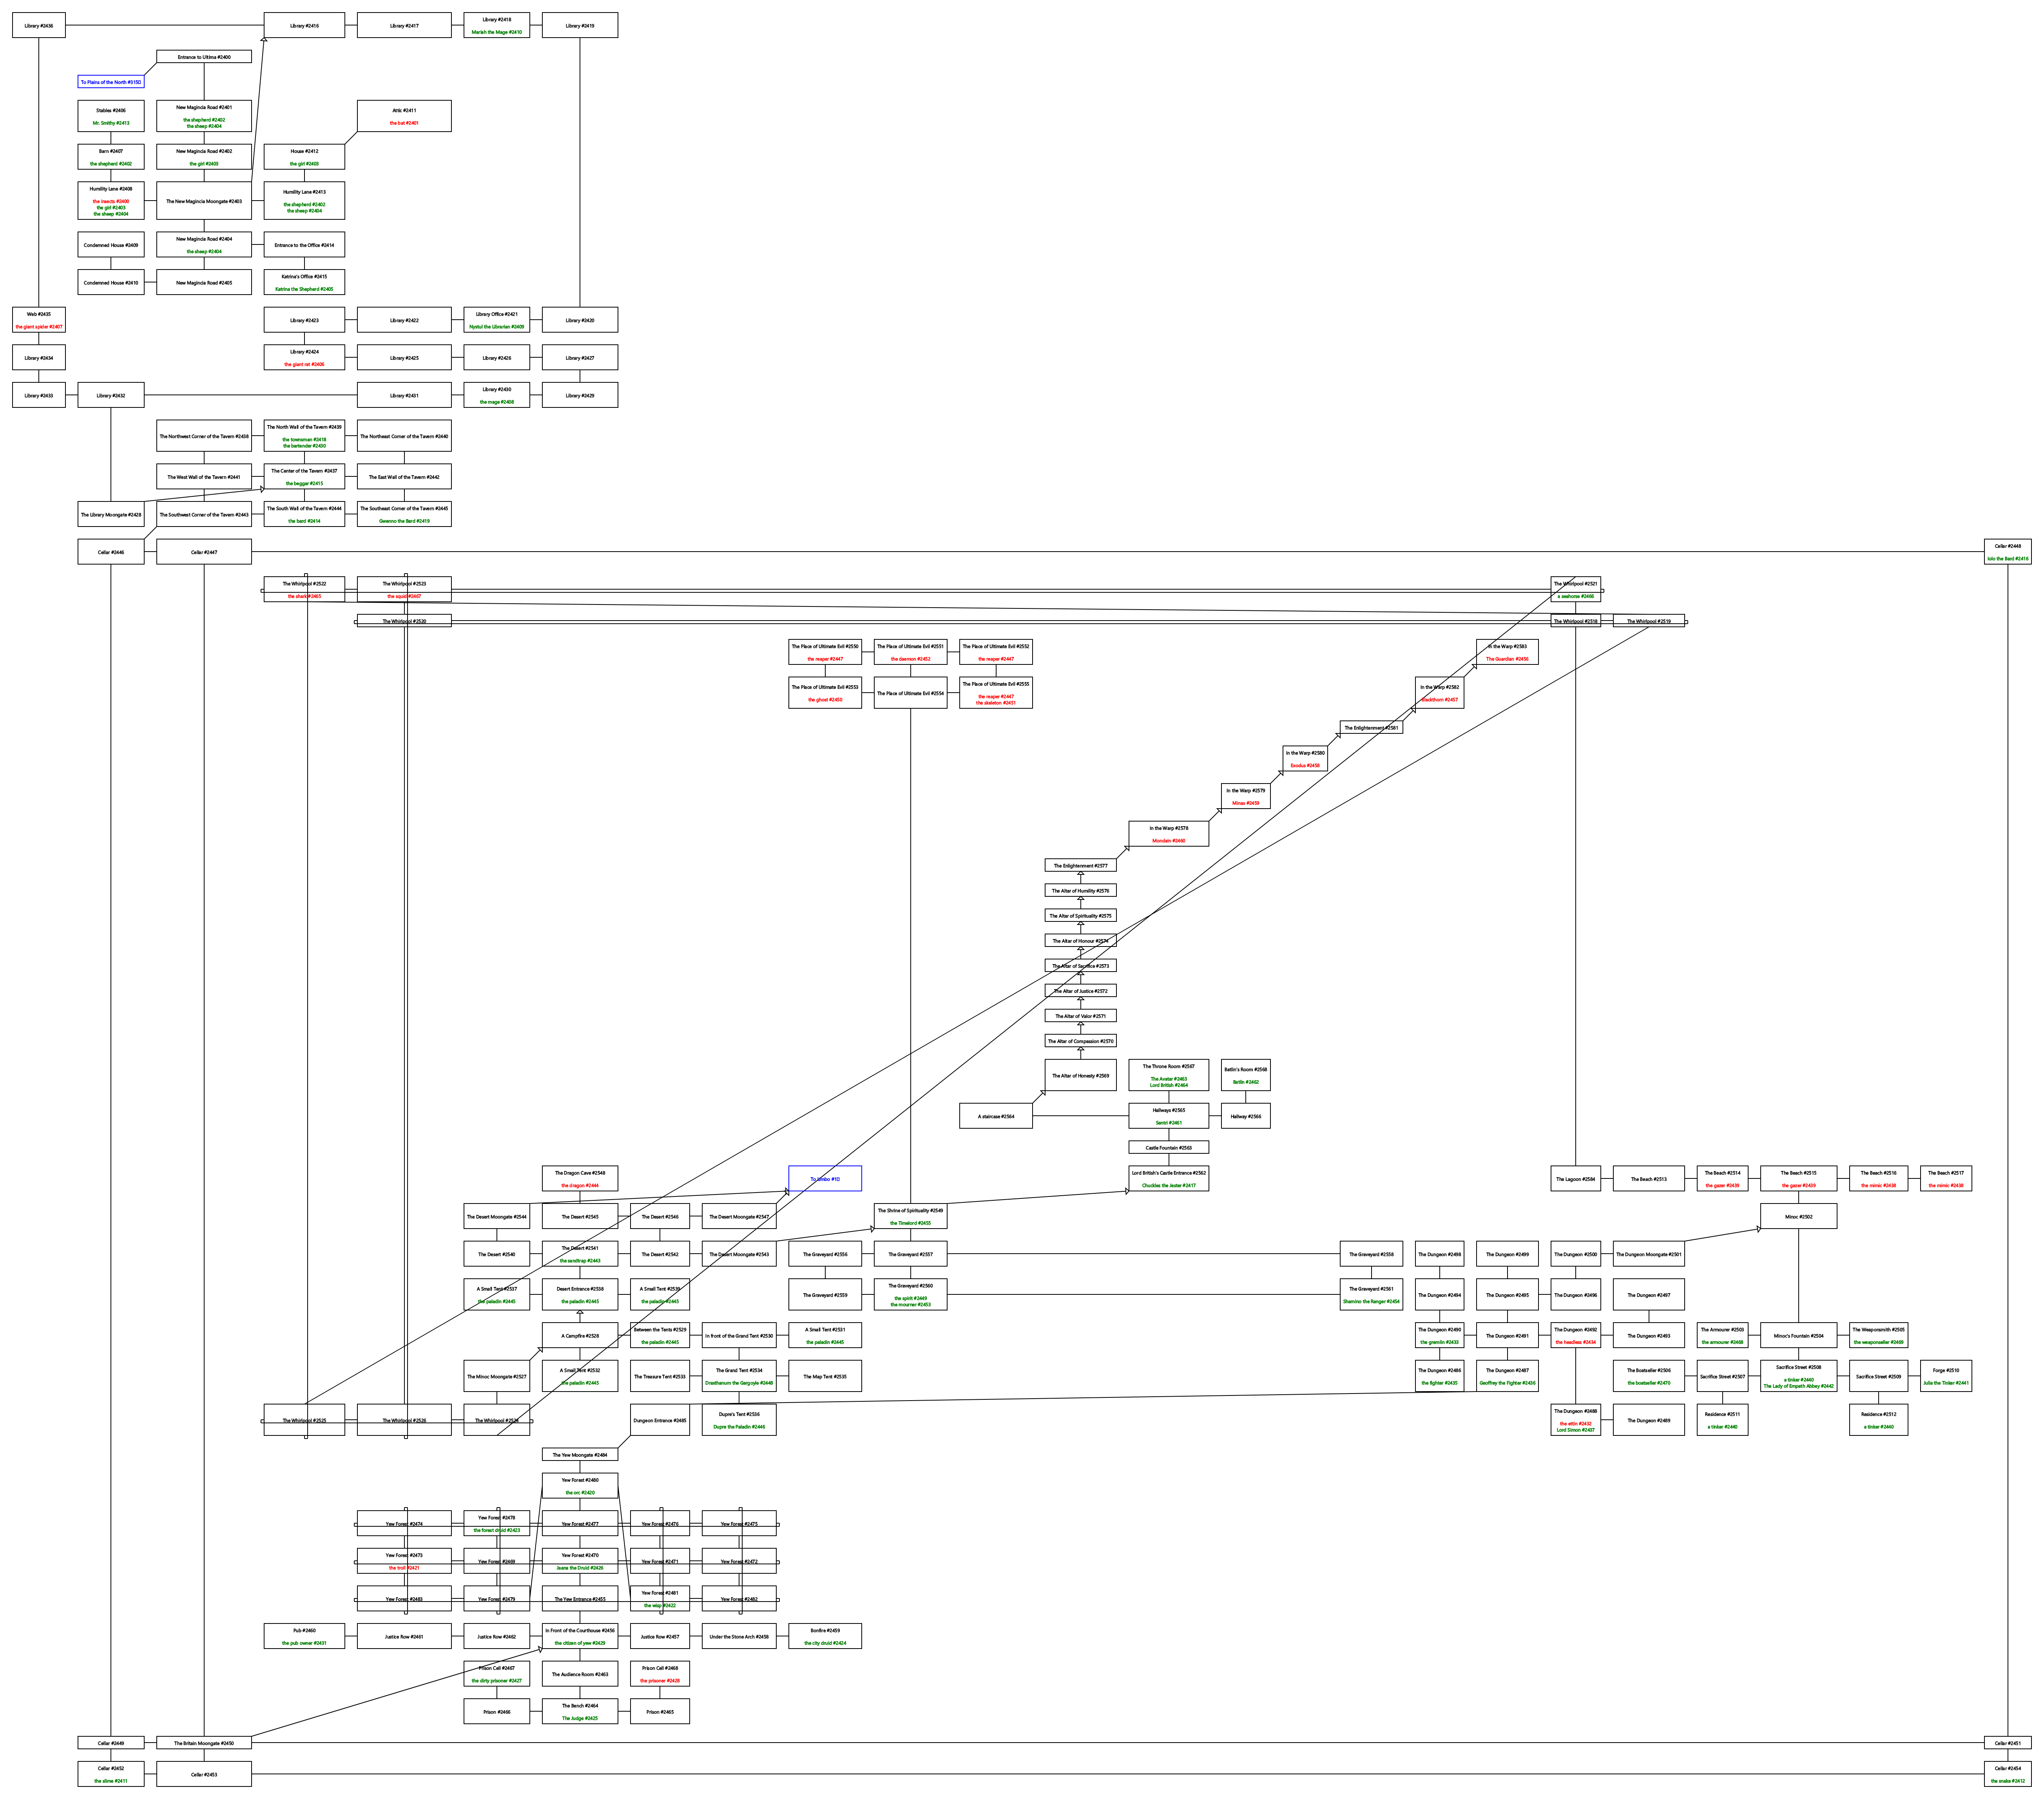 Library #2436
Library #2416
Library #2417
Library #2418
Mariah the Mage #2410
Library #2419
Entrance to Ultima #2400
To Plains of the North #3150
Stables #2406
Mr. Smithy #2413
New Magincia Road #2401
the shepherd #2402
the sheep #2404
Attic #2411
the bat #2401
Barn #2407
the shepherd #2402
New Magincia Road #2402
the girl #2403
House #2412
the girl #2403
Humility Lane #2408
the insects #2400
the girl #2403
the sheep #2404
The New Magincia Moongate #2403
Humility Lane #2413
the shepherd #2402
the sheep #2404
Condemned House #2409
New Magincia Road #2404
the sheep #2404
Entrance to the Office #2414
Condemned House #2410
New Magincia Road #2405
Katrina's Office #2415
Katrina the Shepherd #2405
Web #2435
the giant spider #2407
Library #2423
Library #2422
Library Office #2421
Nystul the Librarian #2409
Library #2420
Library #2434
Library #2424
the giant rat #2406
Library #2425
Library #2426
Library #2427
Library #2433
Library #2432
Library #2431
Library #2430
the mage #2408
Library #2429
The Northwest Corner of the Tavern #2438
The North Wall of the Tavern #2439
the townsman #2418
the bartender #2430
The Northeast Corner of the Tavern #2440
The West Wall of the Tavern #2441
The Center of the Tavern #2437
the beggar #2415
The East Wall of the Tavern #2442
The Library Moongate #2428
The Southwest Corner of the Tavern #2443
The South Wall of the Tavern #2444
the bard #2414
The Southeast Corner of the Tavern #2445
Gwenno the Bard #2419
Cellar #2446
Cellar #2447
Cellar #2448
Iolo the Bard #2416
The Whirlpool #2522
the shark #2465
The Whirlpool #2523
the squid #2467
The Whirlpool #2521
a seahorse #2466
The Whirlpool #2520
The Whirlpool #2518
The Whirlpool #2519
The Place of Ultimate Evil #2550
the reaper #2447
The Place of Ultimate Evil #2551
the daemon #2452
The Place of Ultimate Evil #2552
the reaper #2447
In the Warp #2583
The Guardian #2456
The Place of Ultimate Evil #2553
the ghost #2450
The Place of Ultimate Evil #2554
The Place of Ultimate Evil #2555
the reaper #2447
the skeleton #2451
In the Warp #2582
Blackthorn #2457
The Enlightenment #2581
In the Warp #2580
Exodus #2458
In the Warp #2579
Minax #2459
In the Warp #2578
Mondain #2460
The Enlightenment #2577
The Altar of Humility #2576
The Altar of Spirituality #2575
The Altar of Honour #2574
The Altar of Sacrifice #2573
The Altar of Justice #2572
The Altar of Valor #2571
The Altar of Compassion #2570
The Altar of Honesty #2569
The Throne Room #2567
The Avatar #2463
Lord British #2464
Batlin's Room #2568
Batlin #2462
A staircase #2564
Hallways #2565
Sentri #2461
Hallway #2566
Castle Fountain #2563
The Dragon Cave #2548
the dragon #2444
To Limbo #10
Lord British's Castle Entrance #2562
Chuckles the Jester #2417
The Lagoon #2584
The Beach #2513
The Beach #2514
the gazer #2439
The Beach #2515
the gazer #2439
The Beach #2516
the mimic #2438
The Beach #2517
the mimic #2438
The Desert Moongate #2544
The Desert #2545
The Desert #2546
The Desert Moongate #2547
The Shrine of Spirituality #2549
the Timelord #2455
Minoc #2502
The Desert #2540
The Desert #2541
the sandtrap #2443
The Desert #2542
The Desert Moongate #2543
The Graveyard #2556
The Graveyard #2557
The Graveyard #2558
The Dungeon #2498
The Dungeon #2499
The Dungeon #2500
The Dungeon Moongate #2501
A Small Tent #2537
the paladin #2445
Desert Entrance #2538
the paladin #2445
A Small Tent #2539
the paladin #2445
The Graveyard #2559
The Graveyard #2560
the spirit #2449
the mourner #2453
The Graveyard #2561
Shamino the Ranger #2454
The Dungeon #2494
The Dungeon #2495
The Dungeon #2496
The Dungeon #2497
A Campfire #2528
Between the Tents #2529
the paladin #2445
In front of the Grand Tent #2530
A Small Tent #2531
the paladin #2445
The Dungeon #2490
the gremlin #2433
The Dungeon #2491
The Dungeon #2492
the headless #2434
The Dungeon #2493
The Armourer #2503
the armourer #2468
Minoc's Fountain #2504
The Weaponsmith #2505
the weaponseller #2469
The Minoc Moongate #2527
A Small Tent #2532
the paladin #2445
The Treasure Tent #2533
The Grand Tent #2534
Draxthenum the Gargoyle #2448
The Map Tent #2535
The Dungeon #2486
the fighter #2435
The Dungeon #2487
Geoffrey the Fighter #2436
The Boatseller #2506
the boatseller #2470
Sacrifice Street #2507
Sacrifice Street #2508
a tinker #2440
The Lady of Empath Abbey #2442
Sacrifice Street #2509
Forge #2510
Julia the Tinker #2441
The Whirlpool #2525
The Whirlpool #2526
The Whirlpool #2524
Dungeon Entrance #2485
Dupre's Tent #2536
Dupre the Paladin #2446
The Dungeon #2488
the ettin #2432
Lord Simon #2437
The Dungeon #2489
Residence #2511
a tinker #2440
Residence #2512
a tinker #2440
The Yew Moongate #2484
Yew Forest #2480
the orc #2420
Yew Forest #2474
Yew Forest #2478
the forest druid #2423
Yew Forest #2477
Yew Forest #2476
Yew Forest #2475
Yew Forest #2473
the troll #2421
Yew Forest #2469
Yew Forest #2470
Jaana the Druid #2426
Yew Forest #2471
Yew Forest #2472
Yew Forest #2483
Yew Forest #2479
The Yew Entrance #2455
Yew Forest #2481
the wisp #2422
Yew Forest #2482
Pub #2460
the pub owner #2431
Justice Row #2461
Justice Row #2462
In Front of the Courthouse #2456
the citizen of yew #2429
Justice Row #2457
Under the Stone Arch #2458
Bonfire #2459
the city druid #2424
Prison Cell #2467
the dirty prisoner #2427
The Audience Room #2463
Prison Cell #2468
the prisoner #2428
Prison #2466
The Bench #2464
The Judge #2425
Prison #2465
Cellar #2449
The Britain Moongate #2450
Cellar #2451
Cellar #2452
the slime #2411
Cellar #2453
Cellar #2454
the snake #2412